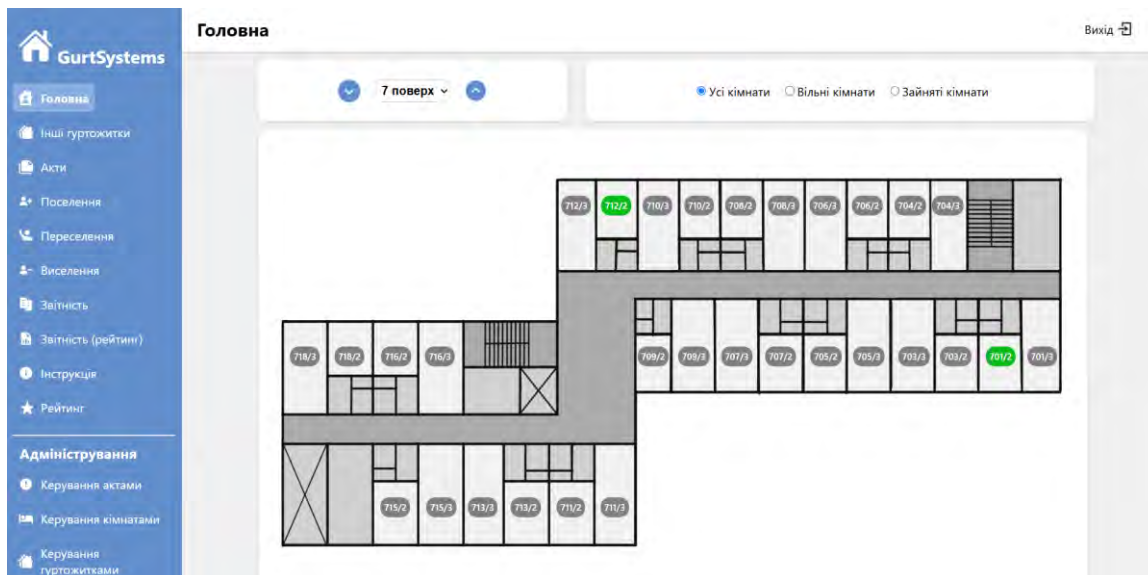 GurtSystems
Головна
Інші гуртожитки
Акти
Поселення
Переселення
Виселення
Звітність
Звітність (рейтинг)
Інструкція
Рейтинг
Адміністрування
Керування актами
Керування кімнатами
Керування
гуртожитками
Головна
Вихід
7 поверх
Усі кімнати Вільні кімнати Зайняті кімнати
712/3 712/2 710/3 710/2 708/2 708/3 706/3 706/2 704/2 704/3
718/3 718/2 716/2 716/3 709/2 709/3 707/3 707/2 705/2 705/3 703/3 703/2 701/2 701/3
715/2 715/3 713/3 713/2 711/2 711/3